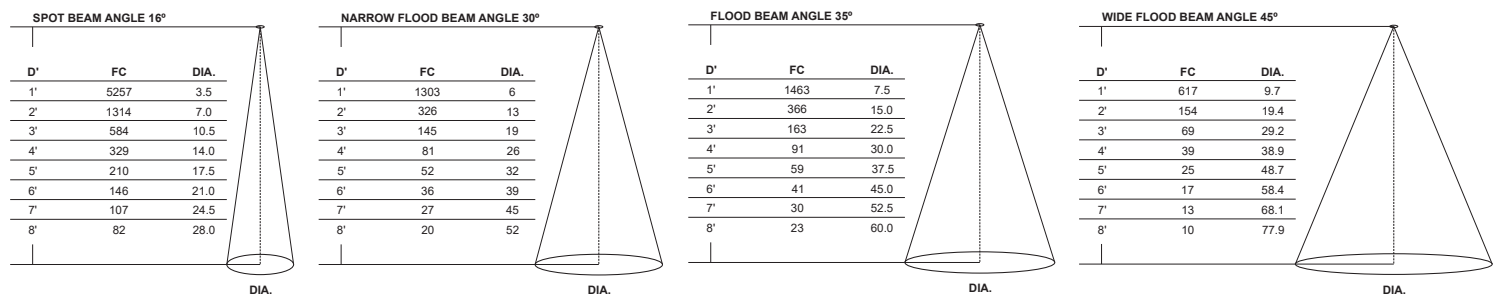 SPOT BEAM ANGLE 16º
D' FC DIA.
1' 5257 3.5
2' 1314 7.0
3' 584 10.5
4' 329 14.0
5' 210 17.5
6' 146 21.0
7' 107 24.5
8' 82 28.0
DIA.
NARROW FLOOD BEAM ANGLE 30º
D' FC DIA.
1' 1303 6
2' 326 13
3' 145 19
4' 81 26
5' 52 32
6' 36 39
7' 27 45
8' 20 52
DIA.
FLOOD BEAM ANGLE 35º
D' FC DIA.
1' 1463 7.5
2' 366 15.0
3' 163 22.5
4' 91 30.0
5' 59 37.5
6' 41 45.0
7' 30 52.5
8' 23 60.0
DIA.
WIDE FLOOD BEAM ANGLE 45º
D' FC DIA.
1' 617 9.7
2' 154 19.4
3' 69 29.2
4' 39 38.9
5' 25 48.7
6' 17 58.4
7' 13 68.1
8' 10 77.9
DIA.